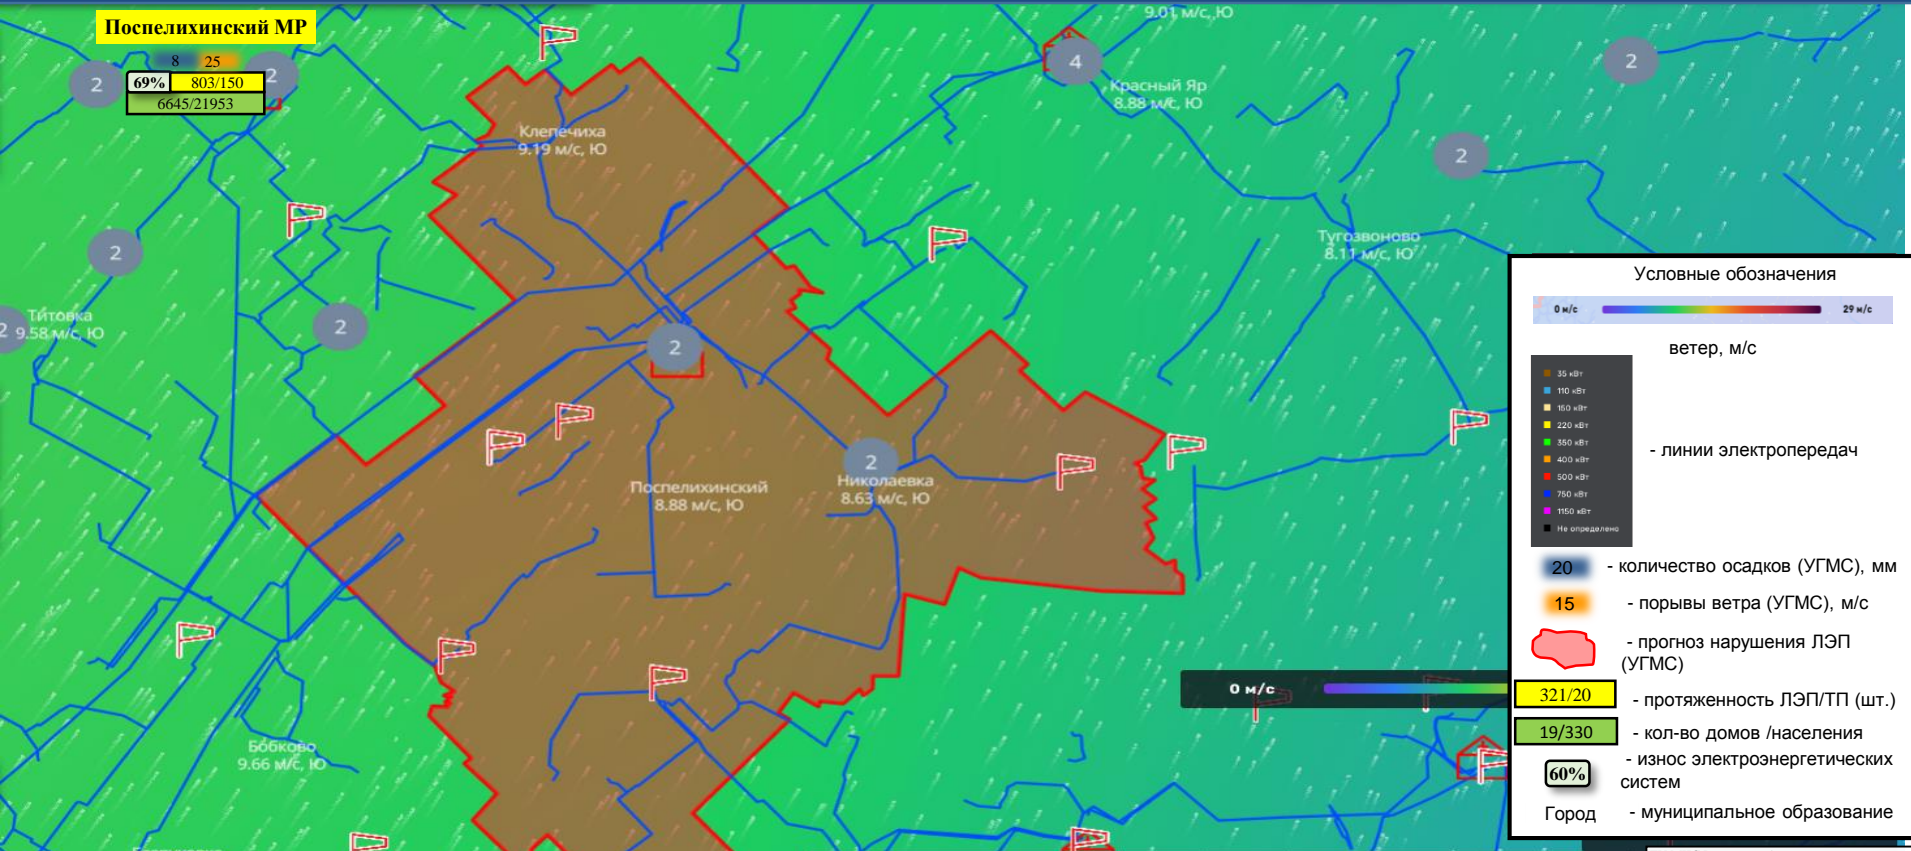 9.01 м/с, Ю
Поспелихинский МР
8 25
69% 803/150
6645/21953
2
2
4
2
2
Красный Яр
8.88 м/с, Ю
Клепечиха
9.19 м/с, Ю
2
Тугозвоново
8.11 м/с, Ю
Титовка
2 9.58 м/с, Ю
2
2
2
Николаевка
8.63 м/с, Ю
Поспелихинский
8.88 м/с, Ю
0 м/с
Бобково
9.66 м/с, Ю
Условные обозначения
0 м/с 29 м/с
ветер, м/с
35 кВт
110 кВт
150 кВт
220 кВт
350 кВт
400 кВт
500 кВт
750 кВт
1150 кВт
Не определено
- линии электропередач
20 - количество осадков (УГМС), мм
15 - порывы ветра (УГМС), м/с
- прогноз нарушения ЛЭП
(УГМС)
321/20 - протяженность ЛЭП/ТП (шт.)
19/330 - кол-во домов /населения
60% - износ электроэнергетических
систем
Город - муниципальное образование